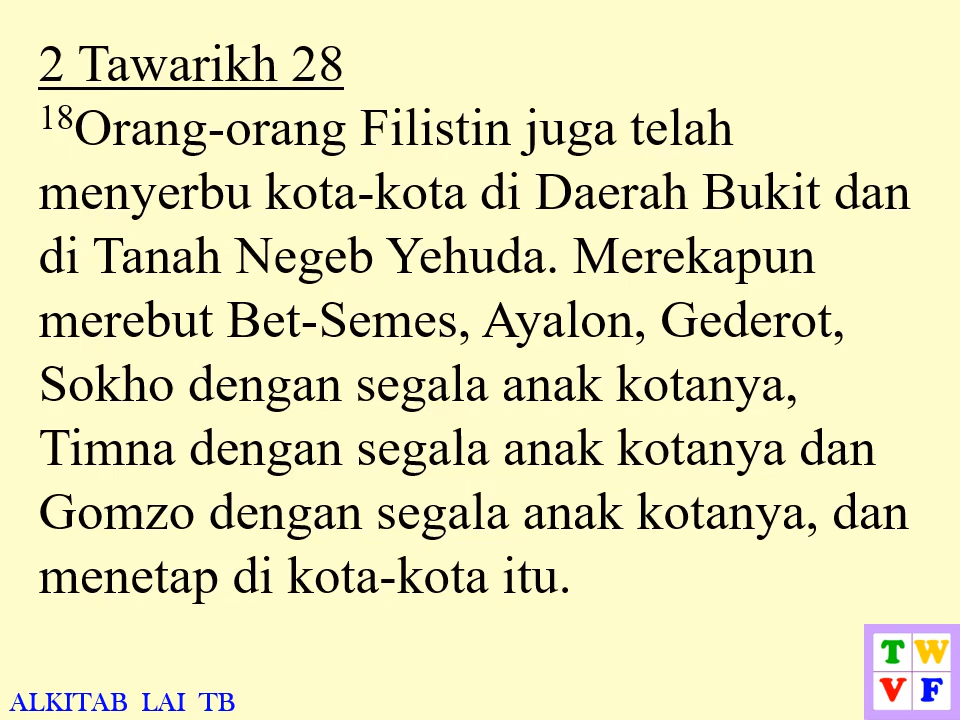 2 Tawarikh 28
18Orang-orang Filistin juga telah
menyerbu kota-kota di Daerah Bukit dan
di Tanah Negeb Yehuda. Merekapun
merebut Bet-Semes, Ayalon, Gederot,
Sokho dengan segala anak kotanya,
Timna dengan segala anak kotanya dan
Gomzo dengan segala anak kotanya, dan
menetap di kota-kota itu.
T W
V F
ALKITAB LAI TB